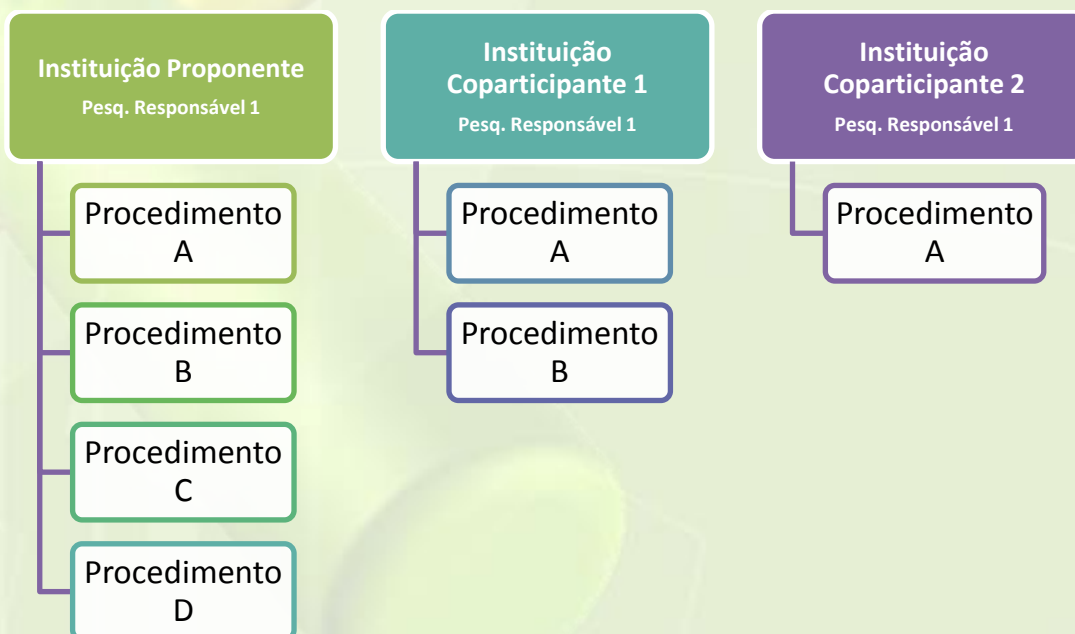 Instituição Proponente
Pesq. Responsável 1
Procedimento
A
Procedimento
B
Procedimento
C
Procedimento
D
Instituição
Coparticipante 1
Pesq. Responsável 1
Procedimento
A
Procedimento
B
Instituição
Coparticipante 2
Pesq. Responsável 1
Procedimento
A